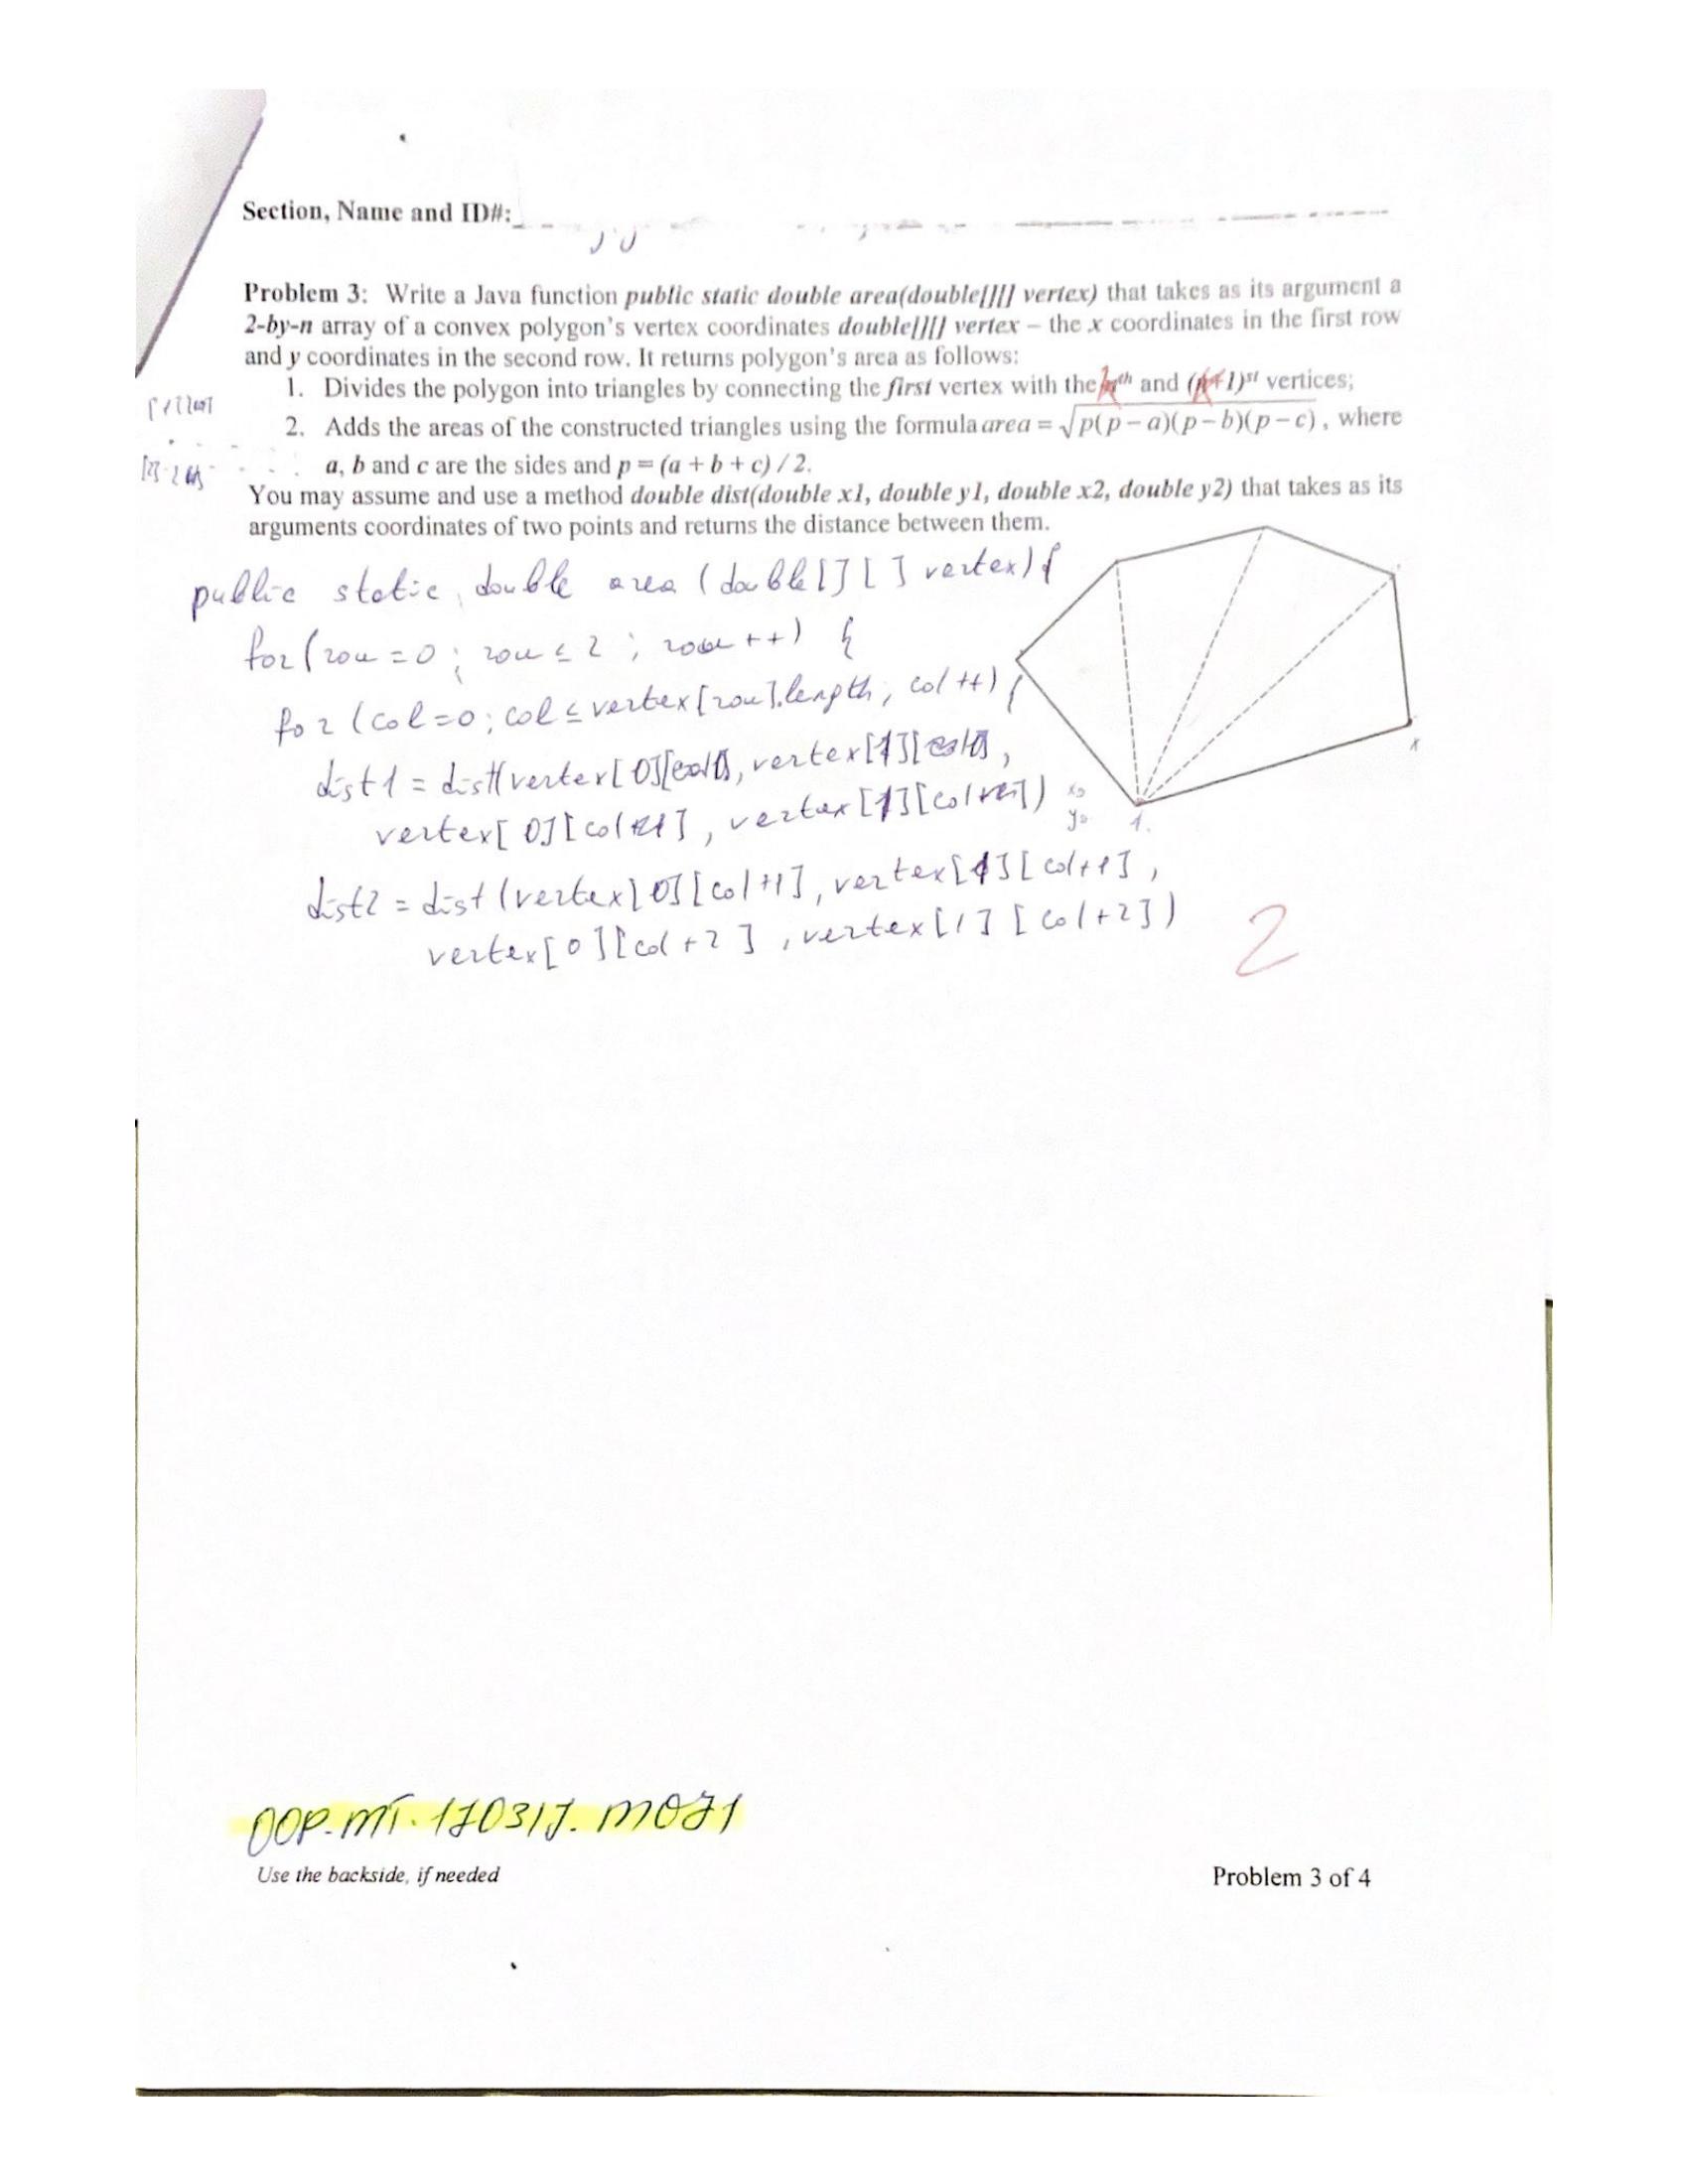 Section, Name and ID#:
Problem 3: Write a Java function public static double area(double[][] vertex) that takes as its argument a
2-by-n array of a convex polygon's vertex coordinates double[][] vertex – the x coordinates in the first row
and y coordinates in the second row. It returns polygon's area as follows:
1. Divides the polygon into triangles by connecting the first vertex with the k th and (k+1)st vertices;
2. Adds the areas of the constructed triangles using the formula area = √p(p – a)(p – b)(p – c) , where
a, b and c are the sides and p = (a + b + c) / 2.
You may assume and use a method double dist(double x1, double y1, double x2, double y2) that takes as its
arguments coordinates of two points and returns the distance between them.
public static double area (double[][] vertex) {
for (row = 0 ; row ≤ 2 ; row ++) {
for (col=0 ; col ≤ vertex[row].length ; col ++) {
dist1 = dist(vertex[0][col], vertex[1][col],
vertex[0][col+1], vertex[1][col+1])
x0
y0 1.
dist2 = dist (vertex[0][col+1], vertex[1][col+1],
vertex[0][col+2], vertex[1][col+2])
2
OOP.MT.170317.M071
Use the backside, if needed
Problem 3 of 4